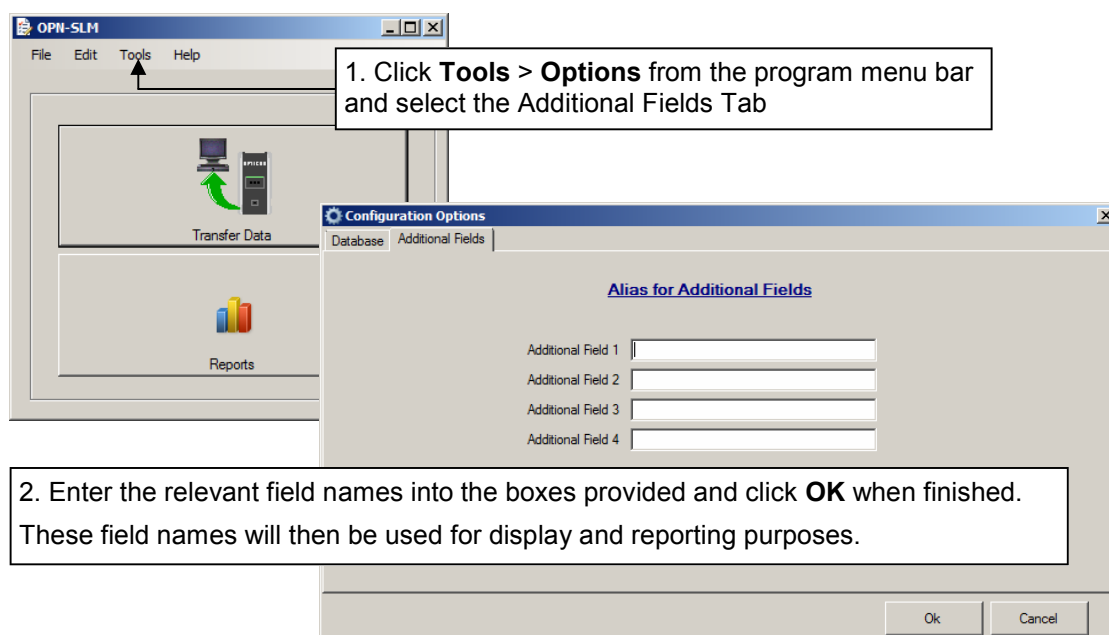 OPN-SLM
File Edit Tools Help
1. Click Tools > Options from the program menu bar
and select the Additional Fields Tab
OPTICON
Transfer Data
Reports
Configuration Options
Database Additional Fields
Alias for Additional Fields
Additional Field 1
Additional Field 2
Additional Field 3
Additional Field 4
2. Enter the relevant field names into the boxes provided and click OK when finished.
These field names will then be used for display and reporting purposes.
Ok Cancel